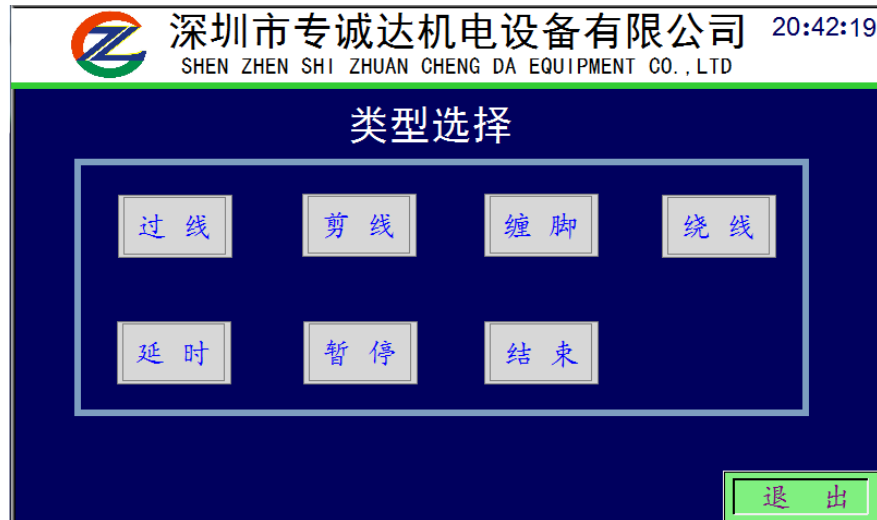 深圳市专诚达机电设备有限公司 20:42:19
SHEN ZHEN SHI ZHUAN CHENG DA EQUIPMENT CO.,LTD
类型选择
过 线 剪 线 缠 脚 绕 线
延 时 暂 停 结 束
退 出